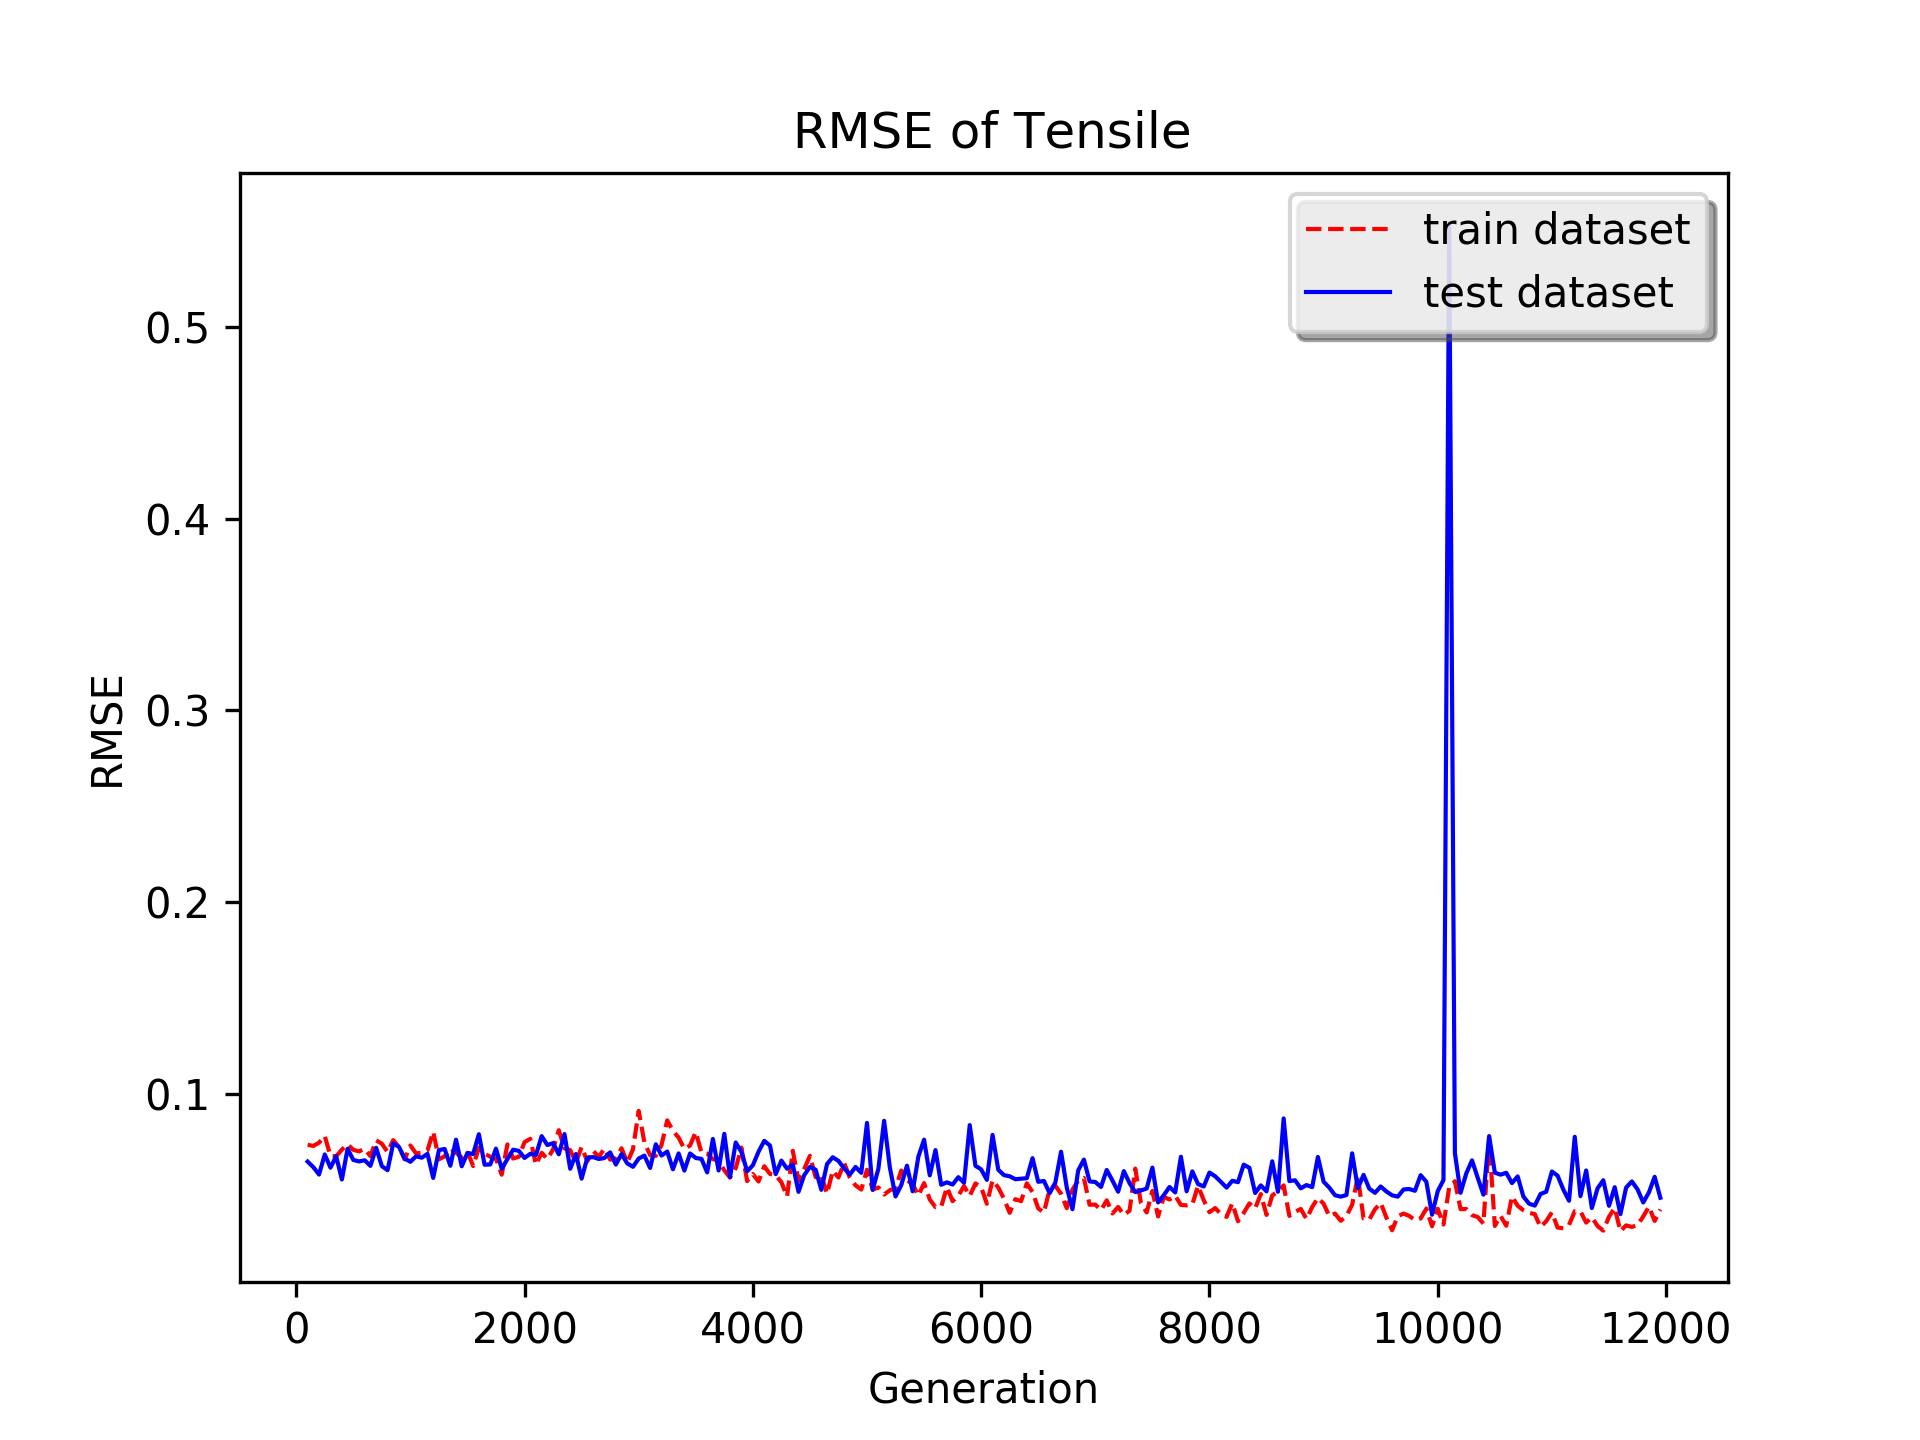 RMSE of Tensile
train dataset
test dataset
0.5
0.4
0.3
0.2
0.1
RMSE
0 2000 4000 6000 8000 10000 12000
Generation